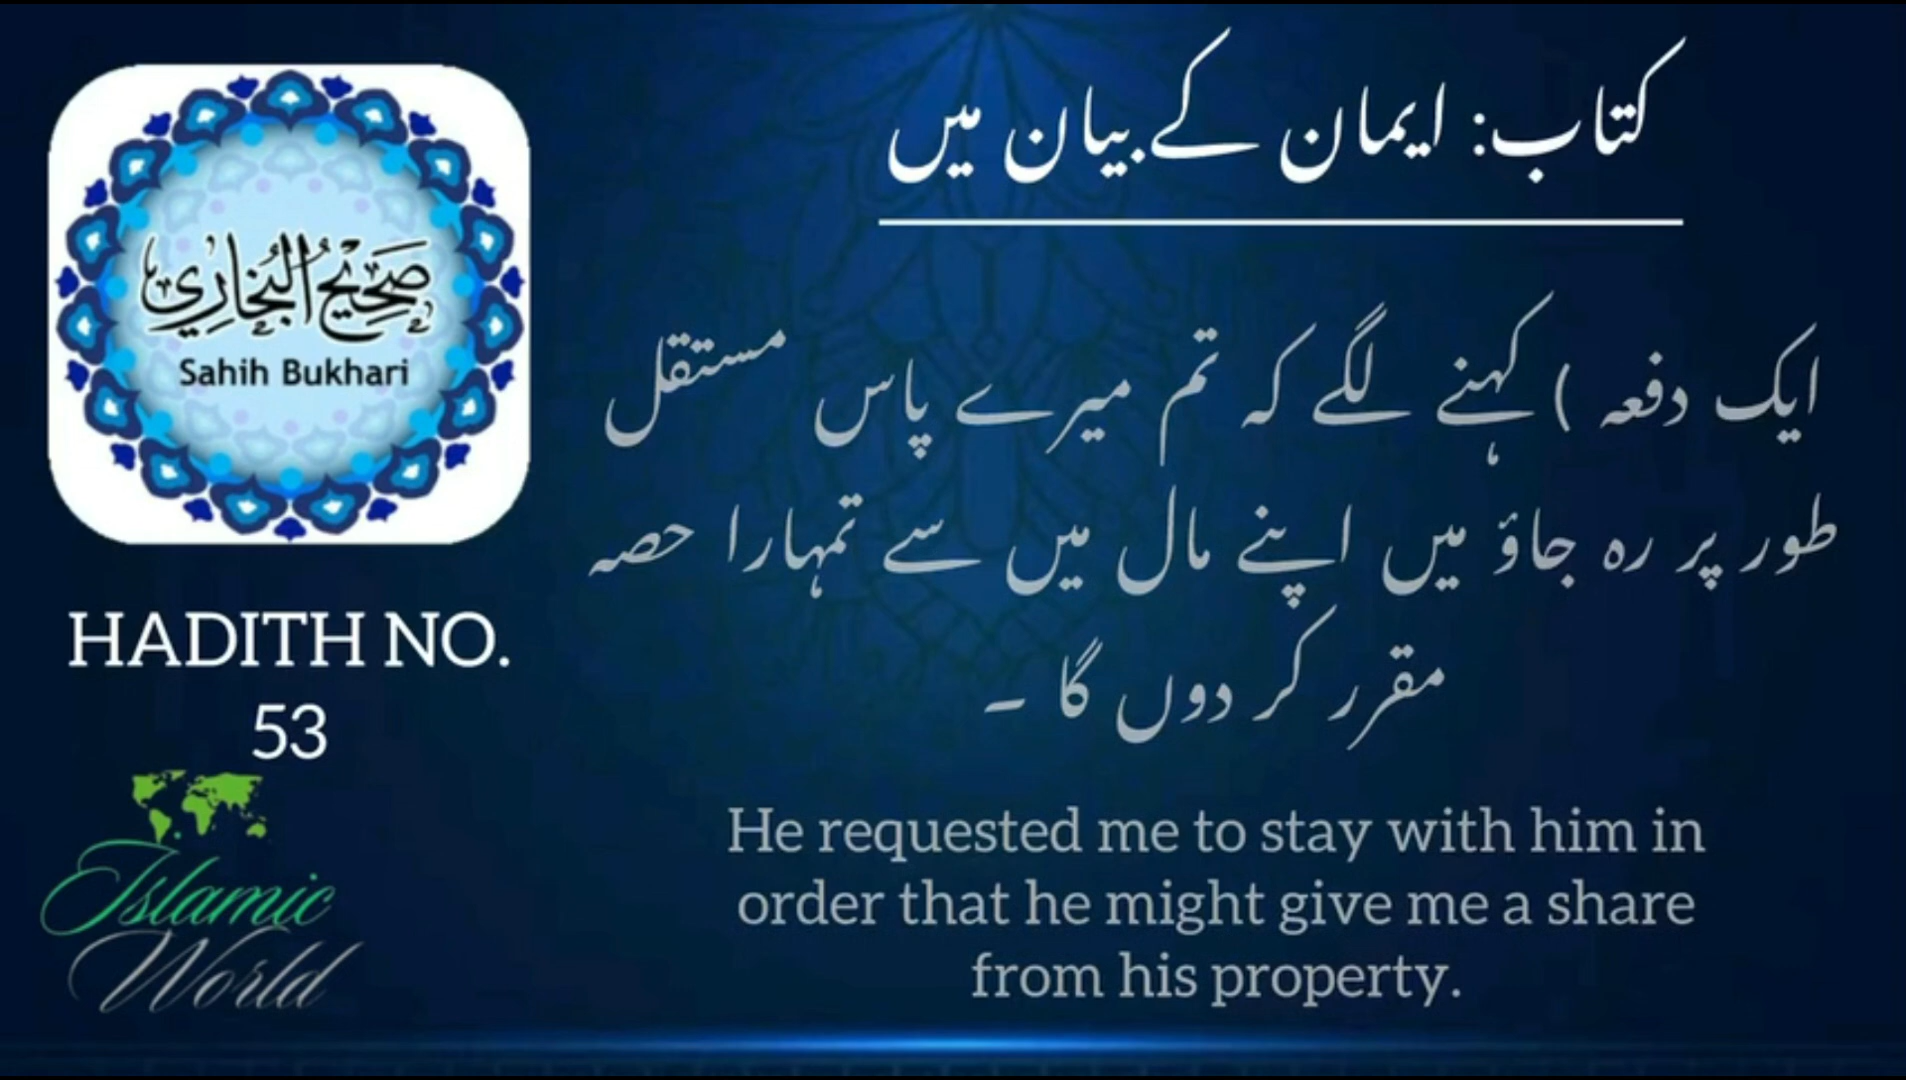 کتاب: ایمان کے بیان میں
صَحِيْحُ الْبُخَارِي
Sahih Bukhari
ایک دفعہ ) کہنے لگے کہ تم میرے پاس مستقل
طور پر رہ جاؤ میں اپنے مال میں سے تمہارا حصہ
مقرر کر دوں گا ۔
HADITH NO.
53
He requested me to stay with him in
order that he might give me a share
from his property.
Islamic
World